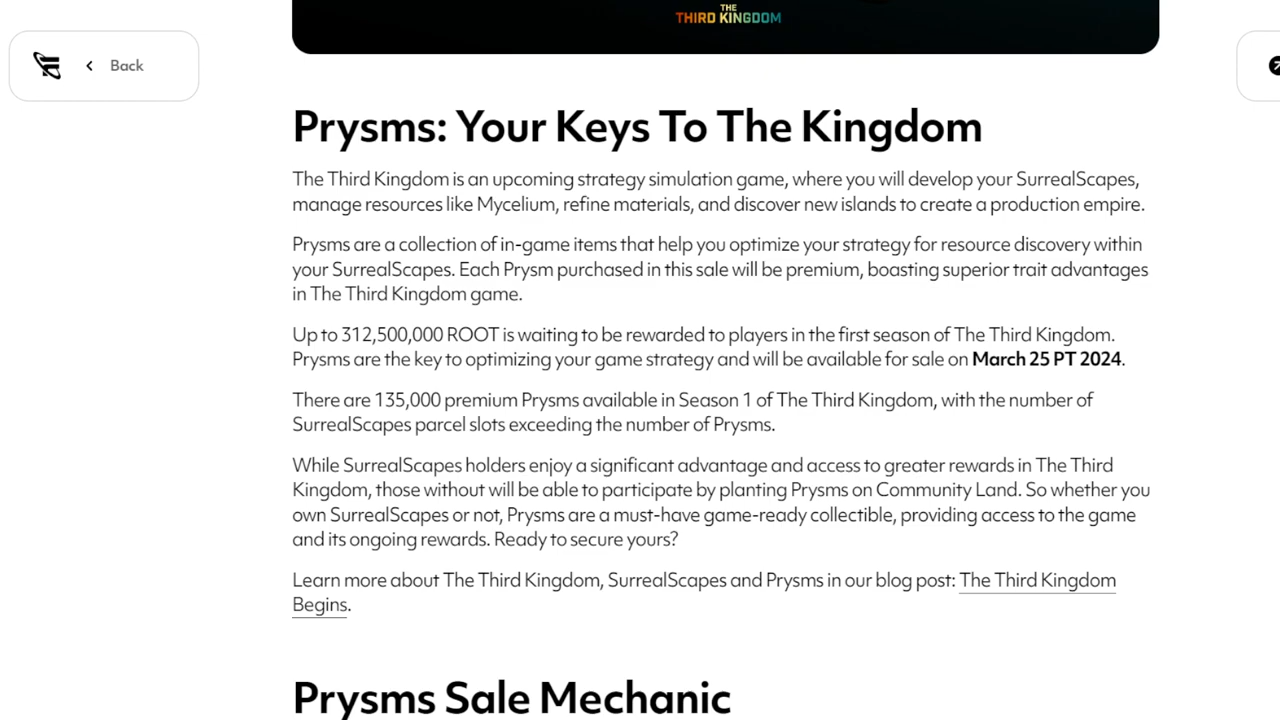 THE
THIRD KINGDOM
Back
Prysms: Your Keys To The Kingdom
The Third Kingdom is an upcoming strategy simulation game, where you will develop your SurrealScapes,
manage resources like Mycelium, refine materials, and discover new islands to create a production empire.
Prysms are a collection of in-game items that help you optimize your strategy for resource discovery within
your SurrealScapes. Each Prysm purchased in this sale will be premium, boasting superior trait advantages
in The Third Kingdom game.
Up to 312,500,000 ROOT is waiting to be rewarded to players in the first season of The Third Kingdom.
Prysms are the key to optimizing your game strategy and will be available for sale on March 25 PT 2024.
There are 135,000 premium Prysms available in Season 1 of The Third Kingdom, with the number of
SurrealScapes parcel slots exceeding the number of Prysms.
While SurrealScapes holders enjoy a significant advantage and access to greater rewards in The Third
Kingdom, those without will be able to participate by planting Prysms on Community Land. So whether you
own SurrealScapes or not, Prysms are a must-have game-ready collectible, providing access to the game
and its ongoing rewards. Ready to secure yours?
Learn more about The Third Kingdom, SurrealScapes and Prysms in our blog post: The Third Kingdom
Begins.
Prysms Sale Mechanic